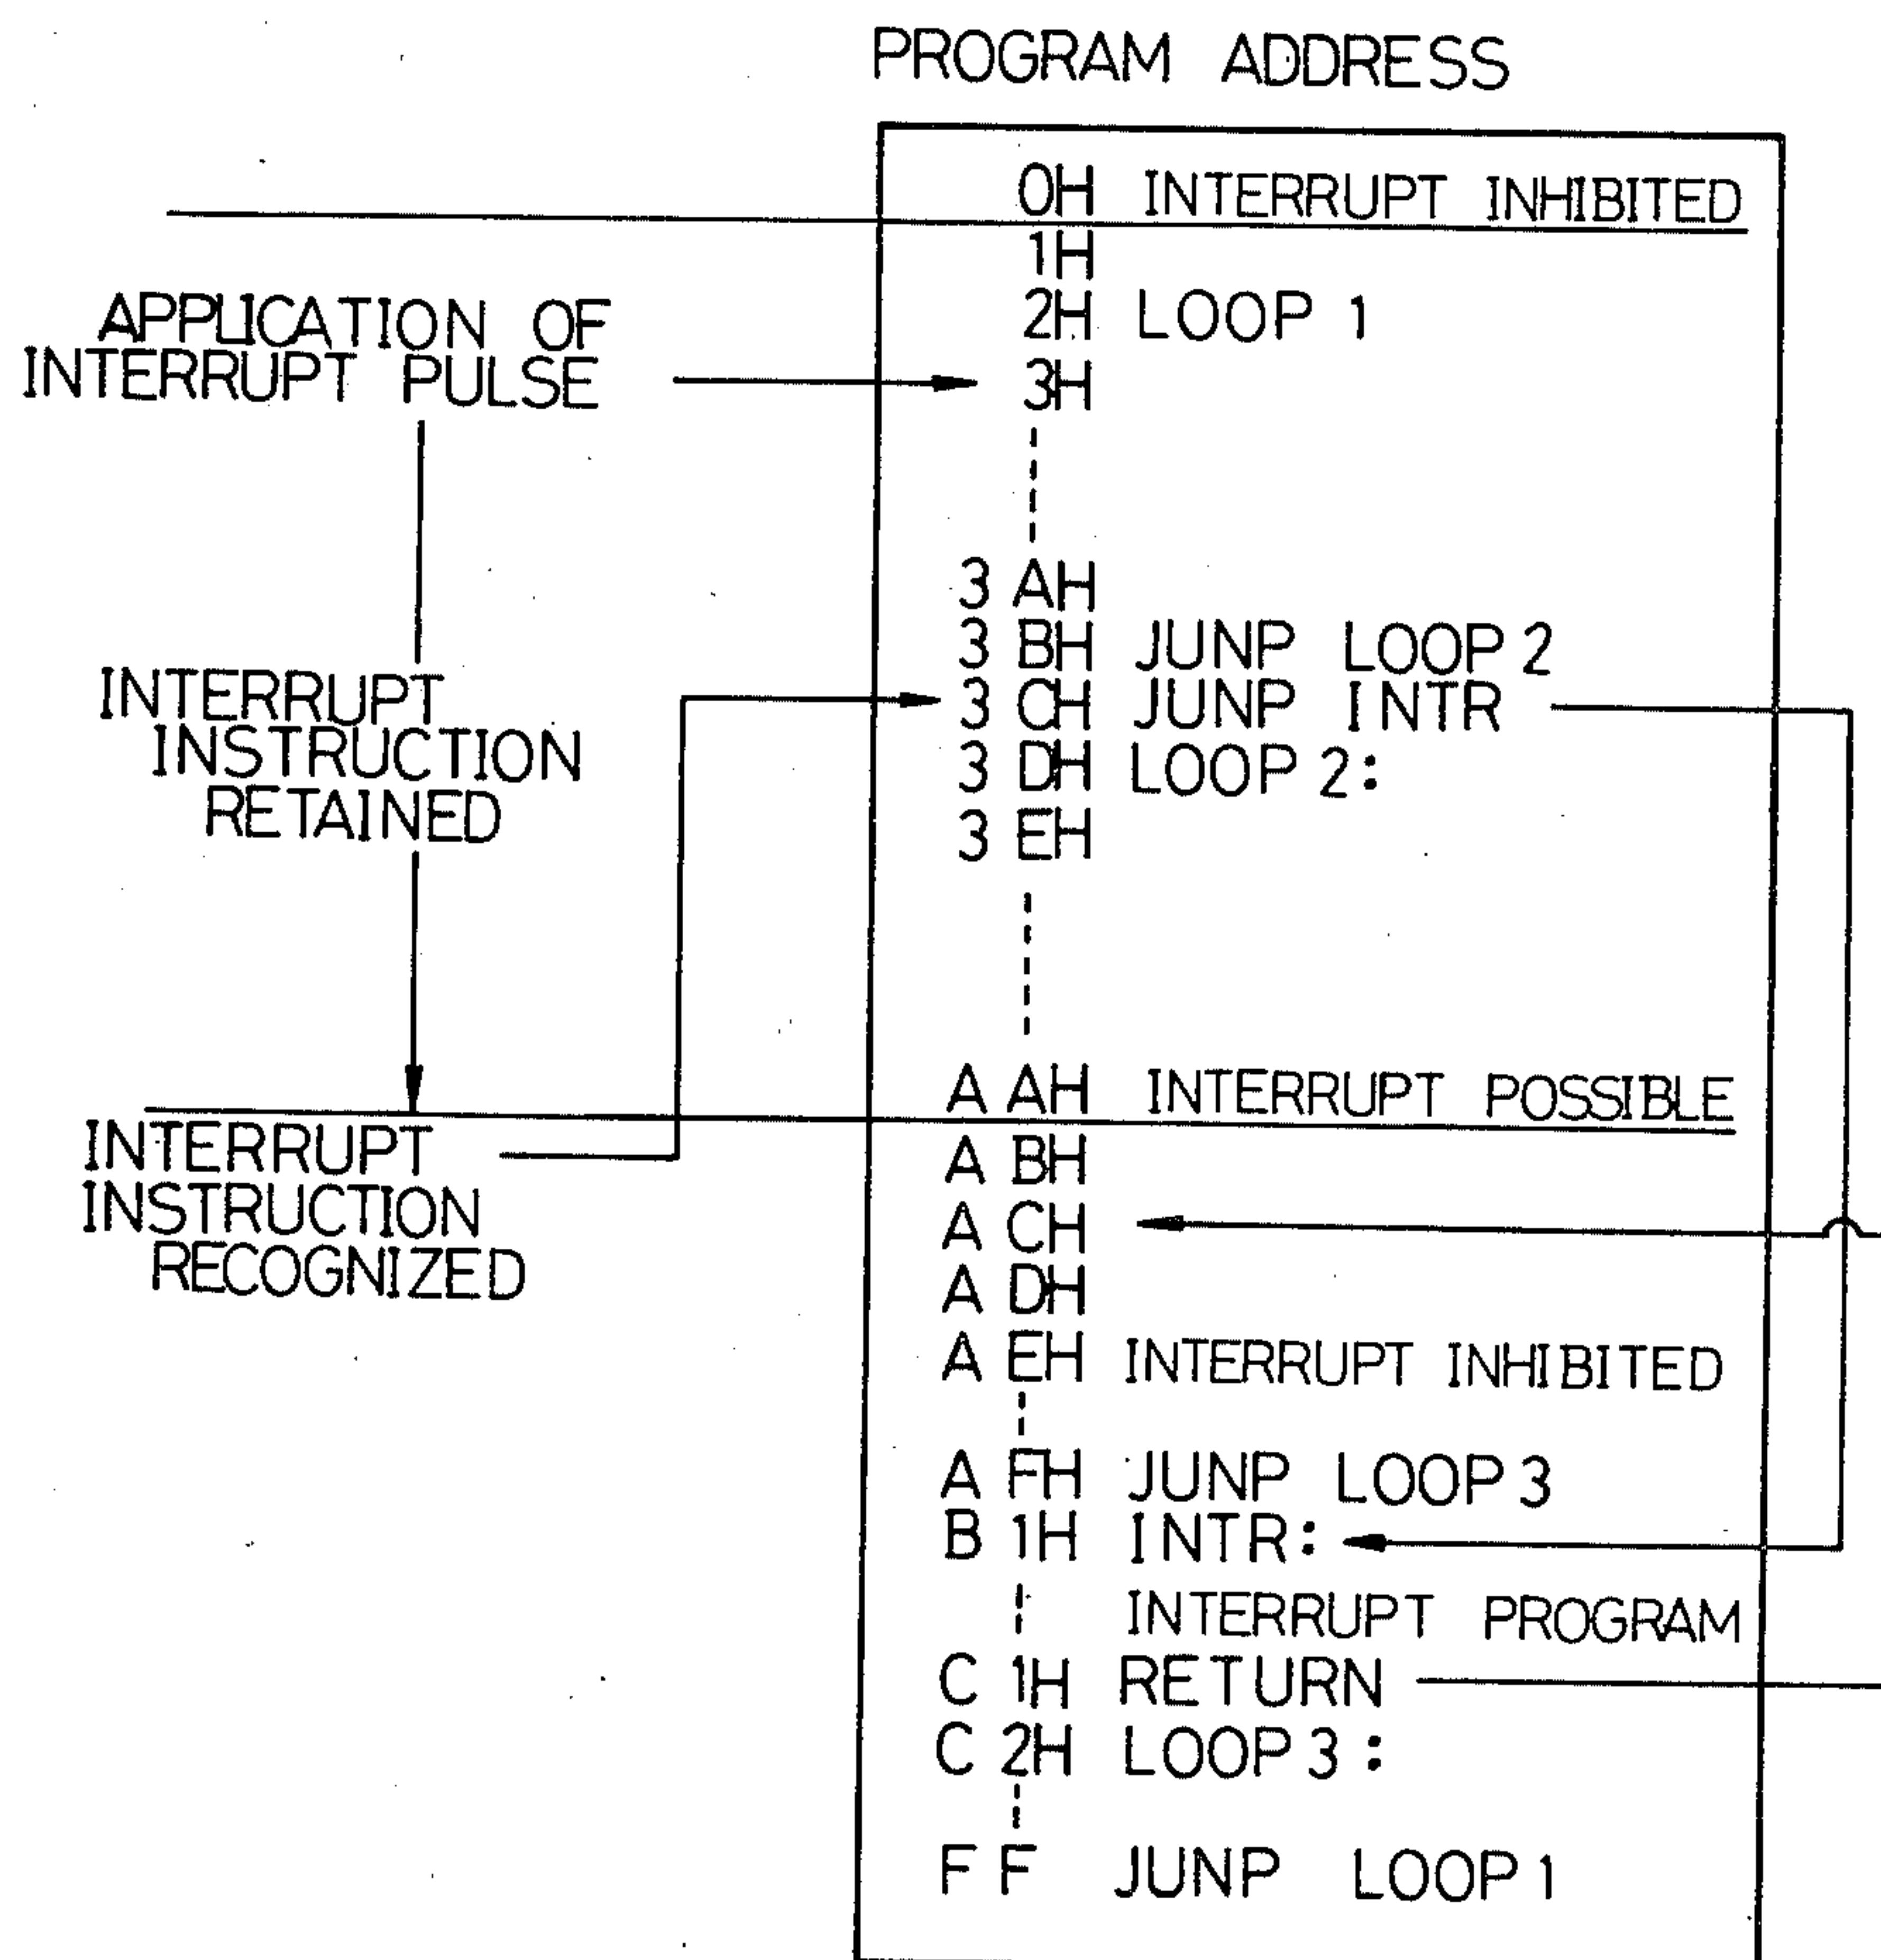 PROGRAM ADDRESS
0H INTERRUPT INHIBITED
1H
2H LOOP 1
APPLICATION OF
INTERRUPT PULSE
3H
3 AH
3 BH JUNP LOOP 2
3 CH JUNP INTR
3 DH LOOP 2:
3 EH
INTERRUPT
INSTRUCTION
RETAINED
A AH INTERRUPT POSSIBLE
INTERRUPT
INSTRUCTION
RECOGNIZED
A BH
A CH
A DH
A EH INTERRUPT INHIBITED
A FH JUNP LOOP 3
B 1H INTR:
INTERRUPT PROGRAM
C 1H RETURN
C 2H LOOP 3 :
F F JUNP LOOP 1